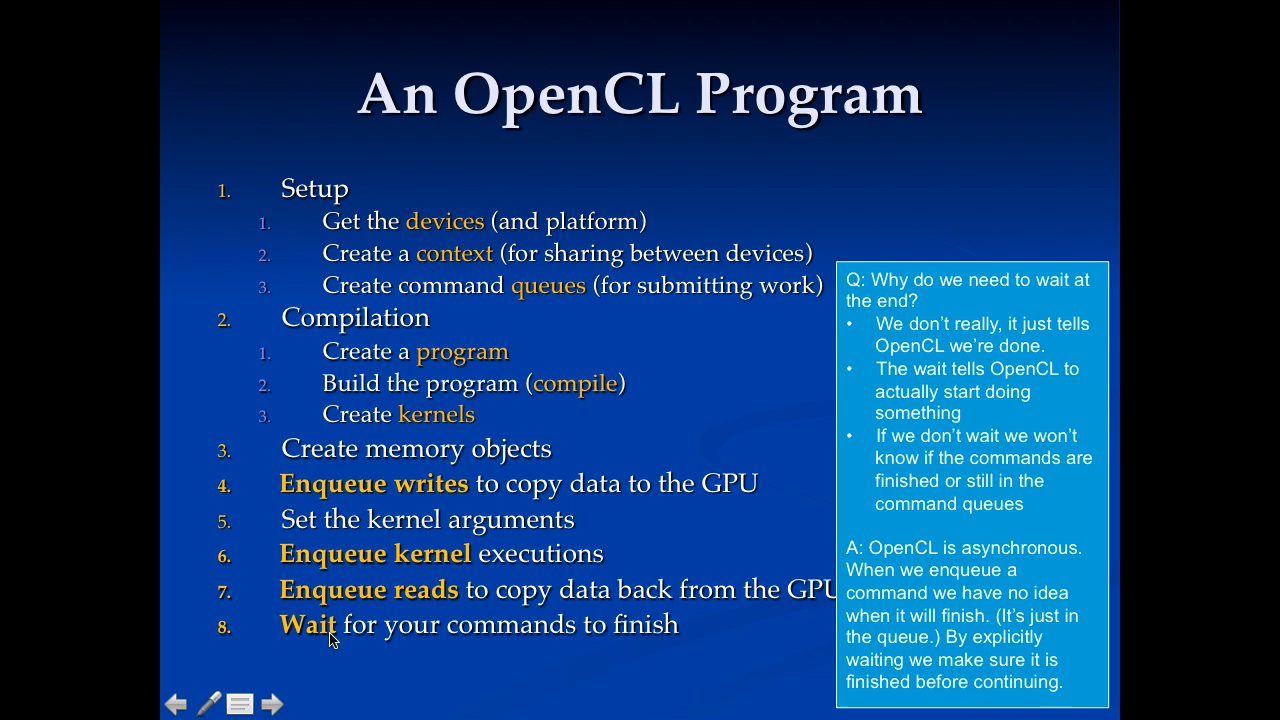 An OpenCL Program
1. Setup
1. Get the devices (and platform)
2. Create a context (for sharing between devices)
3. Create command queues (for submitting work)
2. Compilation
1. Create a program
2. Build the program (compile)
3. Create kernels
3. Create memory objects
4. Enqueue writes to copy data to the GPU
5. Set the kernel arguments
6. Enqueue kernel executions
7. Enqueue reads to copy data back from the GPU
8. Wait for your commands to finish
Q: Why do we need to wait at
the end?
• We don't really, it just tells
OpenCL we're done.
• The wait tells OpenCL to
actually start doing
something
• If we don't wait we won't
know if the commands are
finished or still in the
command queues
A: OpenCL is asynchronous.
When we enqueue a
command we have no idea
when it will finish. (It's just in
the queue.) By explicitly
waiting we make sure it is
finished before continuing.